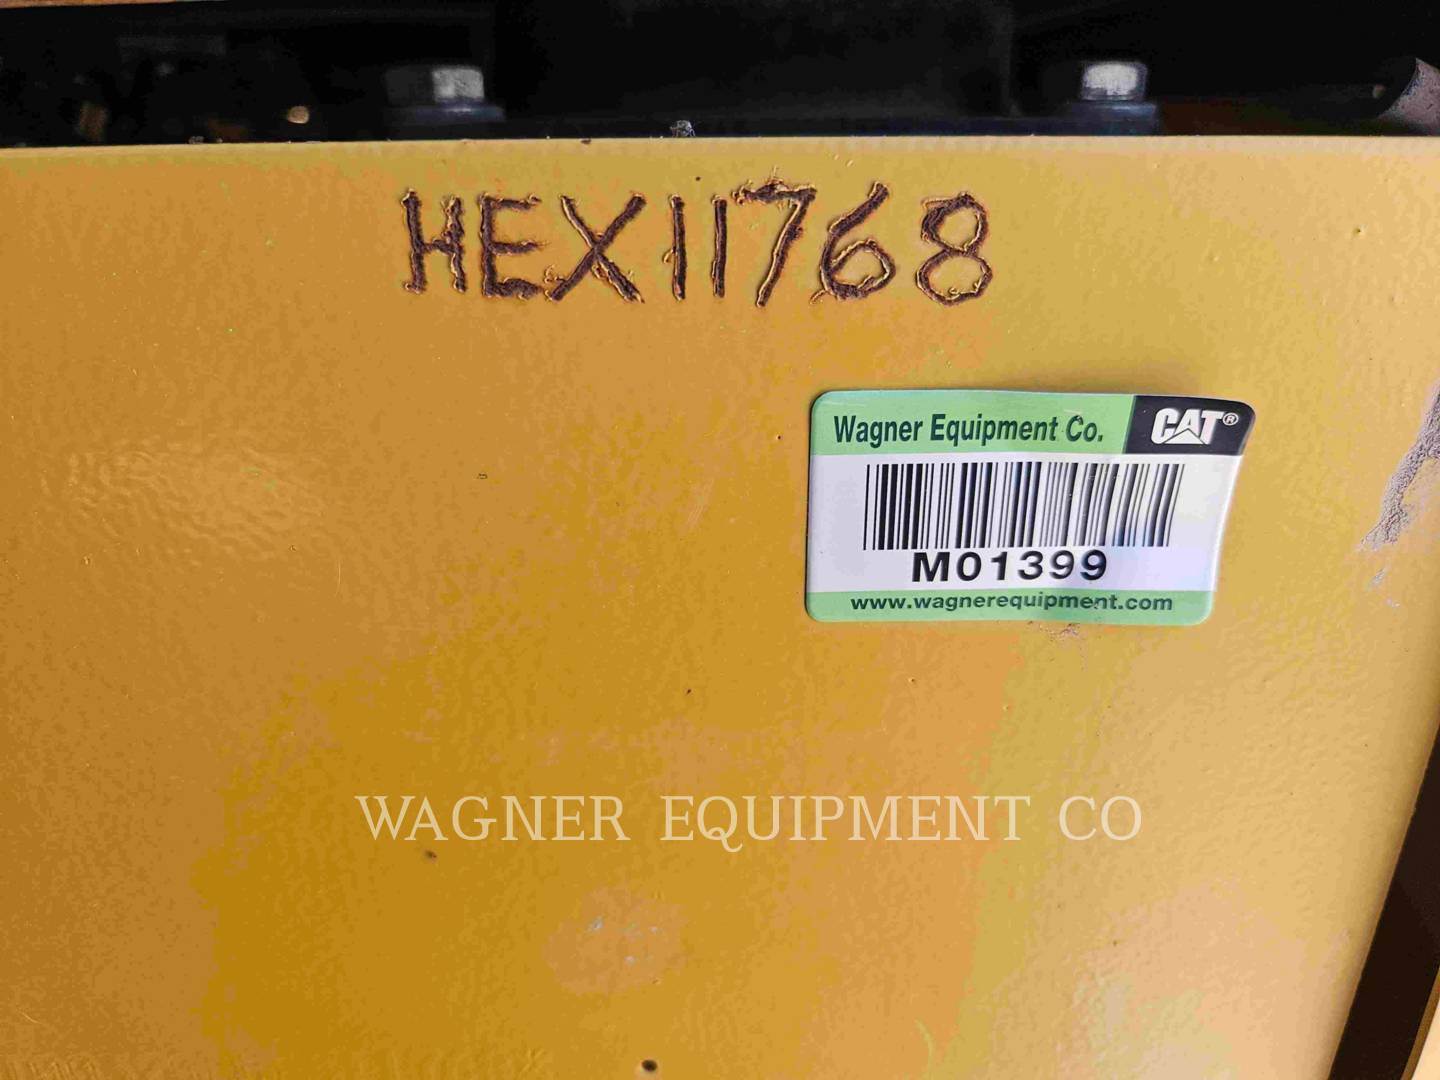 HEX11768
Wagner Equipment Co. CAT®
M01399
www.wagnerequipment.com
WAGNER EQUIPMENT CO